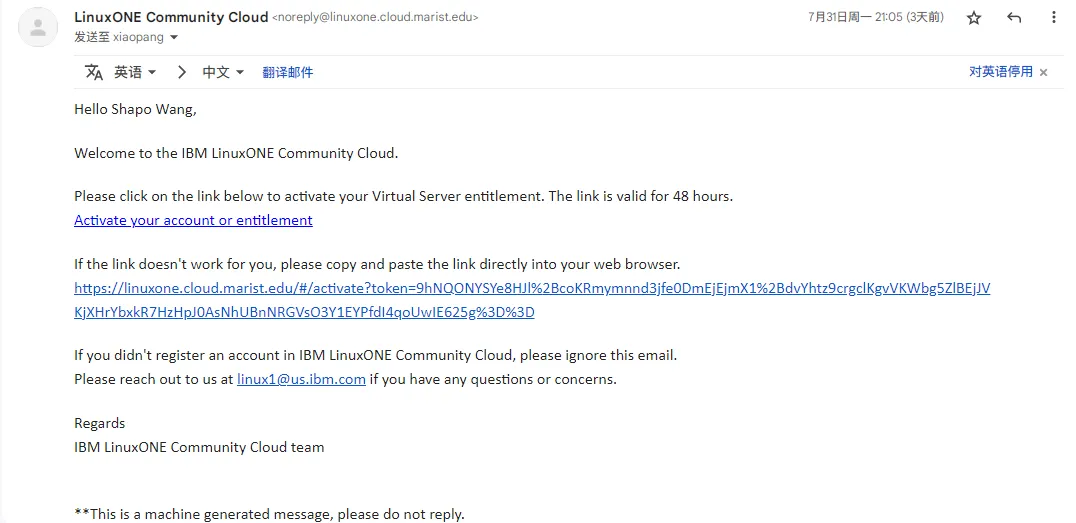 LinuxONE Community Cloud <noreply@linuxone.cloud.marist.edu> 7月31日周一 21:05 (3天前)
发送至 xiaopang
英语 中文 翻译邮件 对英语停用 ×
Hello Shapo Wang,
Welcome to the IBM LinuxONE Community Cloud.
Please click on the link below to activate your Virtual Server entitlement. The link is valid for 48 hours.
Activate your account or entitlement
If the link doesn't work for you, please copy and paste the link directly into your web browser.
https://linuxone.cloud.marist.edu/#/activate?token=9hNQONYSYe8HJl%2BcoKRmymnnd3jfe0DmEjEjmX1%2BdvYhtz9crgclKgvVKWbg5ZlBEjJV
KjXHrYbxkR7HzHpJ0AsNhUBnNRGVsO3Y1EYPfdI4qoUwIE625g%3D%3D
If you didn't register an account in IBM LinuxONE Community Cloud, please ignore this email.
Please reach out to us at linux1@us.ibm.com if you have any questions or concerns.
Regards
IBM LinuxONE Community Cloud team
**This is a machine generated message, please do not reply.